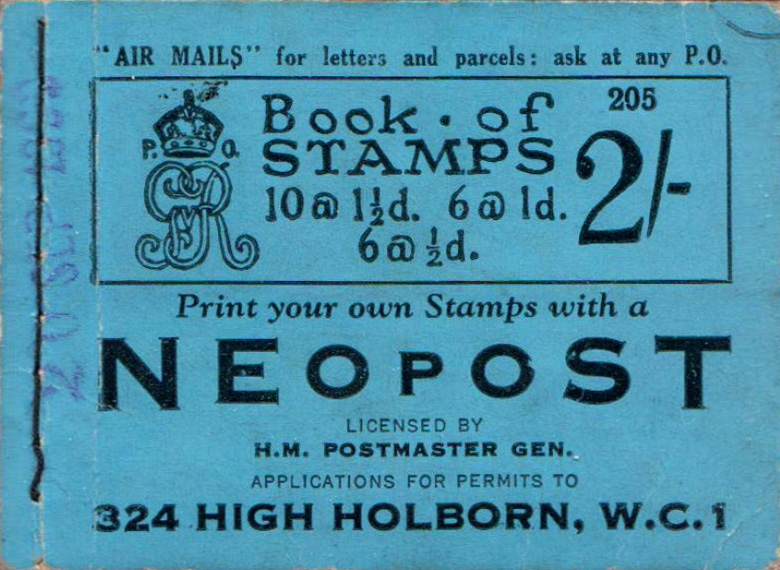 "AIR MAILS" for letters and parcels: ask at any P.O.
205
P. O.
Book · of
STAMPS
2/-
10 @ 1½d. 6 @ 1d.
6 @ ½d.
Print your own Stamps with a
NEOPOST
LICENSED BY
H.M. POSTMASTER GEN.
APPLICATIONS FOR PERMITS TO
324 HIGH HOLBORN, W.C.1